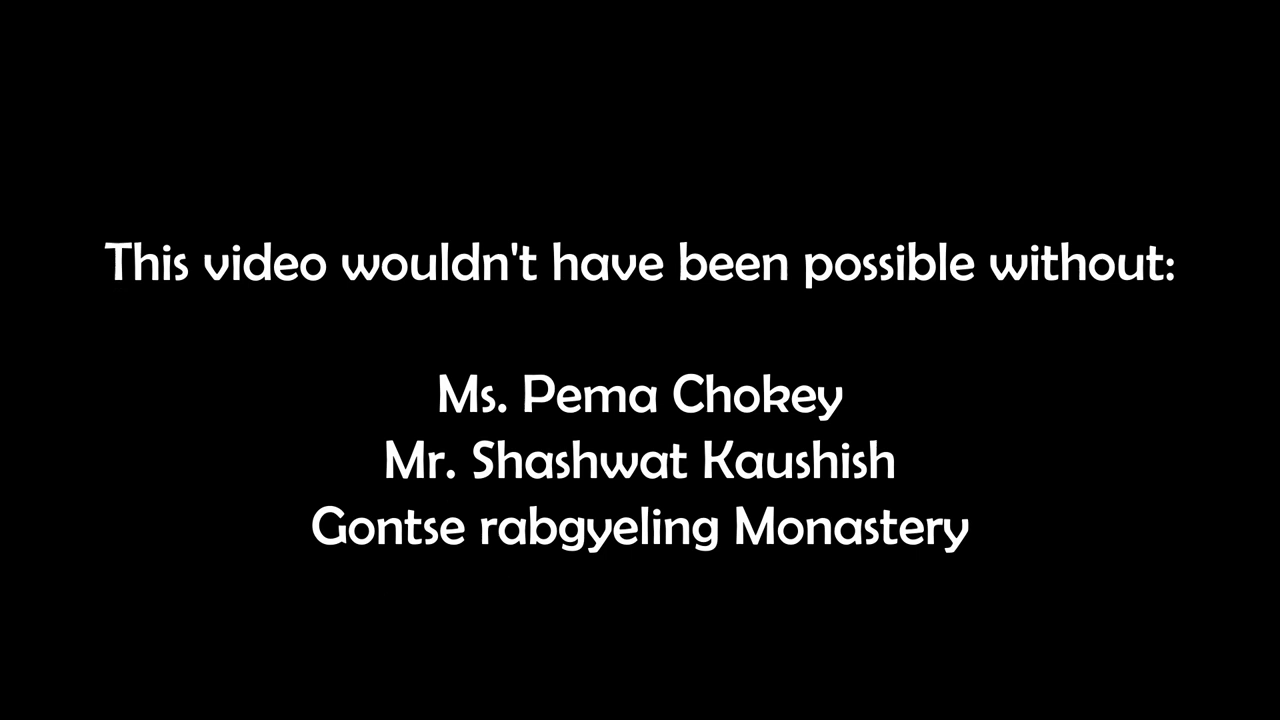 This video wouldn't have been possible without:
Ms. Pema Chokey
Mr. Shashwat Kaushish
Gontse rabgyeling Monastery